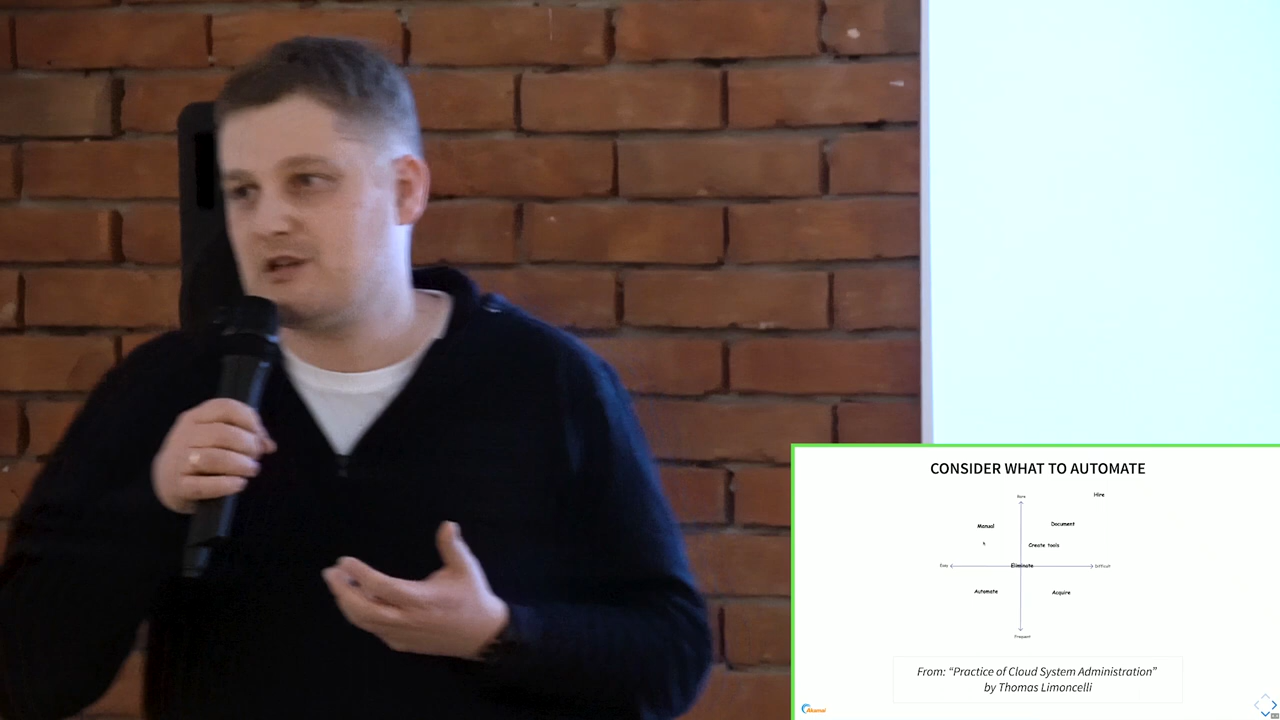 CONSIDER WHAT TO AUTOMATE
Rare
Hire
Manual
Document
Create tools
Easy
Eliminate
Difficult
Automate
Acquire
Frequent
From: “Practice of Cloud System Administration”
by Thomas Limoncelli
Akamai